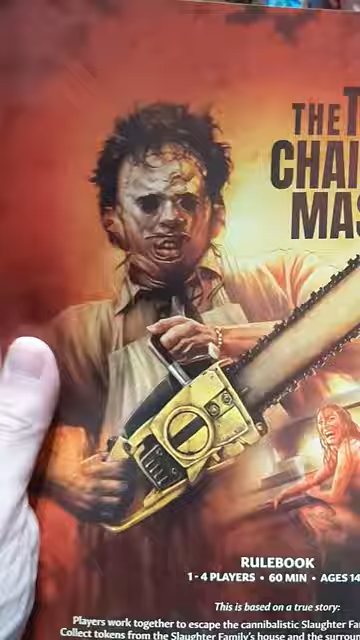 THE
CHAI
MAS
RULEBOOK
1-4 PLAYERS • 60 MIN • AGES 14
This is based on a true story:
Players work together to escape the cannibalistic Slaughter Fa
Collect tokens from the Slaughter Family's house and the surrou